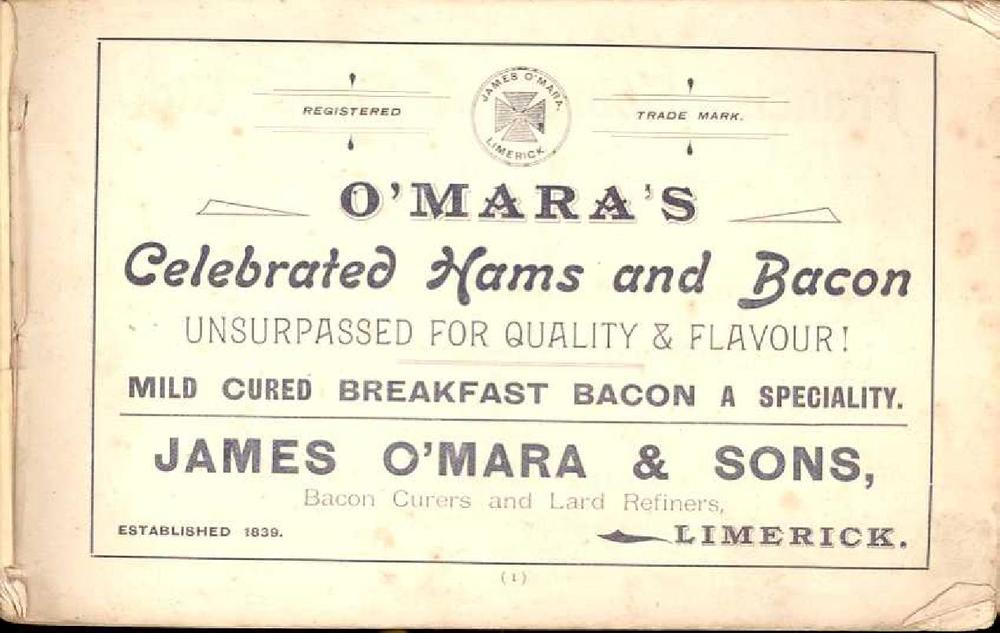 REGISTERED
JAMES O'MARA.
LIMERICK
TRADE MARK.
O'MARA'S
Celebrated Hams and Bacon
UNSURPASSED FOR QUALITY & FLAVOUR!
MILD CURED BREAKFAST BACON A SPECIALITY.
JAMES O'MARA & SONS,
Bacon Curers and Lard Refiners,
ESTABLISHED 1839.
LIMERICK.
(1)